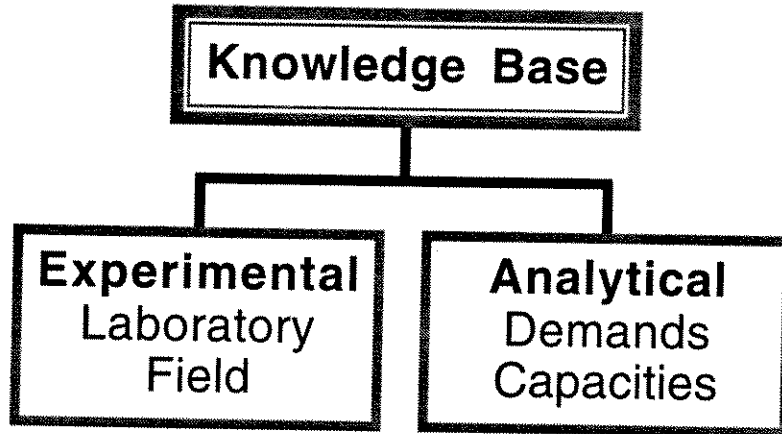 Knowledge Base
Experimental
Laboratory
Field
Analytical
Demands
Capacities